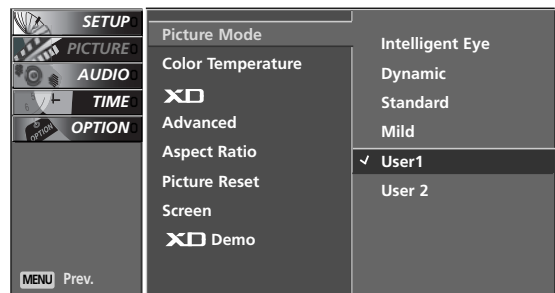 SETUP
PICTURE
AUDIO
TIME
OPTION
MENU Prev.
Picture Mode
Color Temperature
XD
Advanced
Aspect Ratio
Picture Reset
Screen
XD Demo
Intelligent Eye
Dynamic
Standard
Mild
✓ User1
User 2